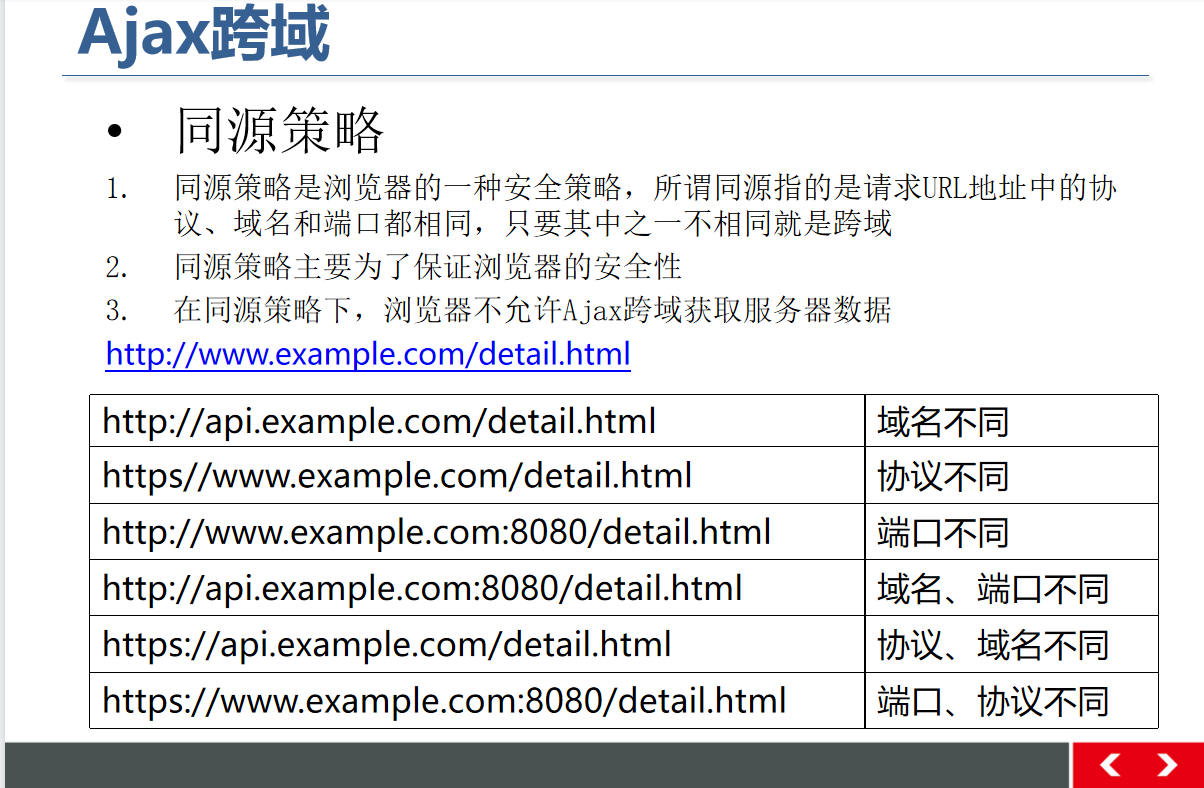 Ajax跨域
• 同源策略
1. 同源策略是浏览器的一种安全策略，所谓同源指的是请求URL地址中的协
议、域名和端口都相同，只要其中之一不相同就是跨域
2. 同源策略主要为了保证浏览器的安全性
3. 在同源策略下，浏览器不允许Ajax跨域获取服务器数据
http://www.example.com/detail.html
http://api.example.com/detail.html 域名不同
https//www.example.com/detail.html 协议不同
http://www.example.com:8080/detail.html 端口不同
http://api.example.com:8080/detail.html 域名、端口不同
https://api.example.com/detail.html 协议、域名不同
https://www.example.com:8080/detail.html 端口、协议不同